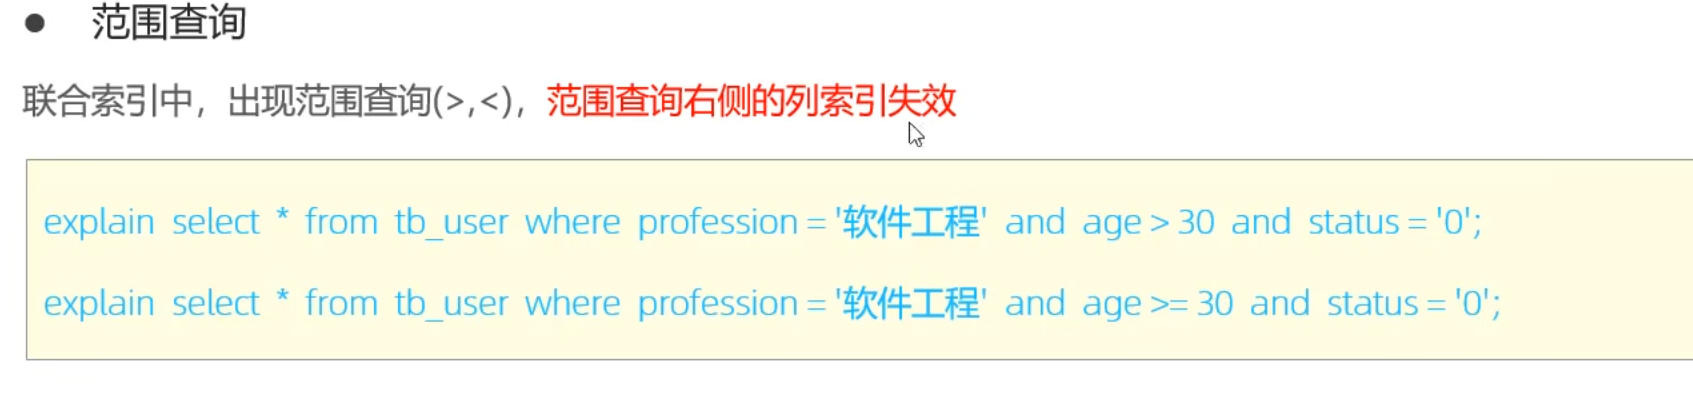 ● 范围查询
联合索引中，出现范围查询(>,<)，范围查询右侧的列索引失效
explain select * from tb_user where profession = '软件工程' and age > 30 and status = '0';
explain select * from tb_user where profession = '软件工程' and age >= 30 and status = '0';